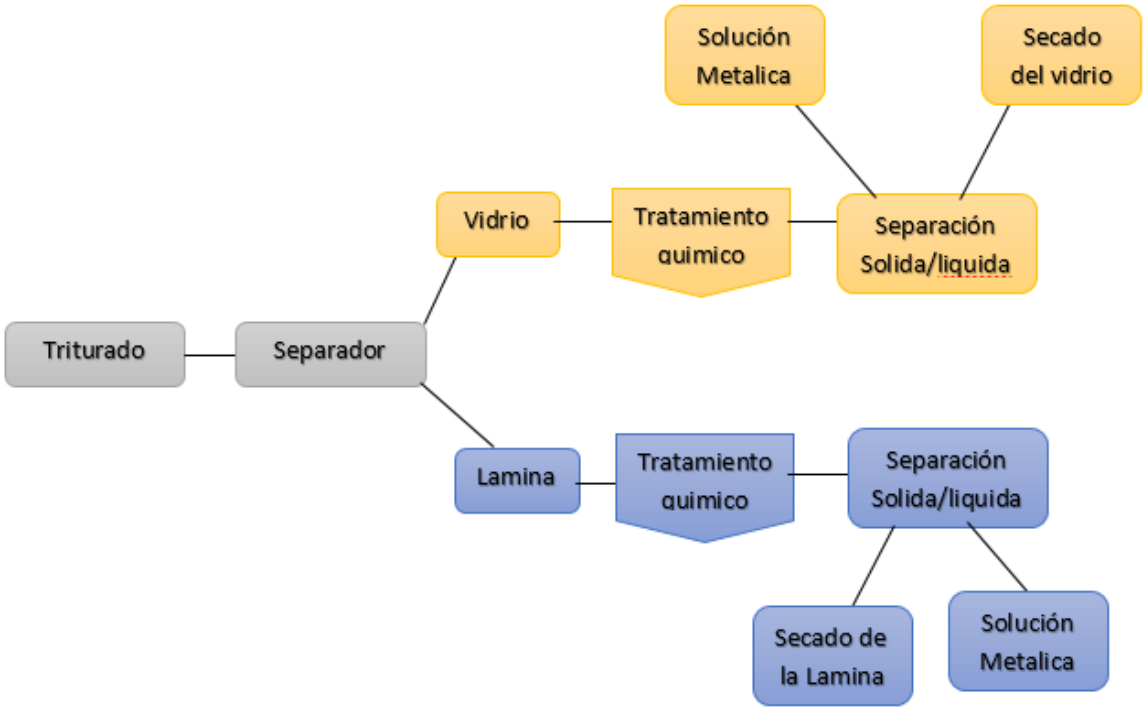 Solución
Metalica
Secado
del vidrio
Vidrio
Tratamiento
quimico
Separación
Solida/liquida
Triturado
Separador
Lamina
Tratamiento
quimico
Separación
Solida/liquida
Secado de
la Lamina
Solución
Metalica